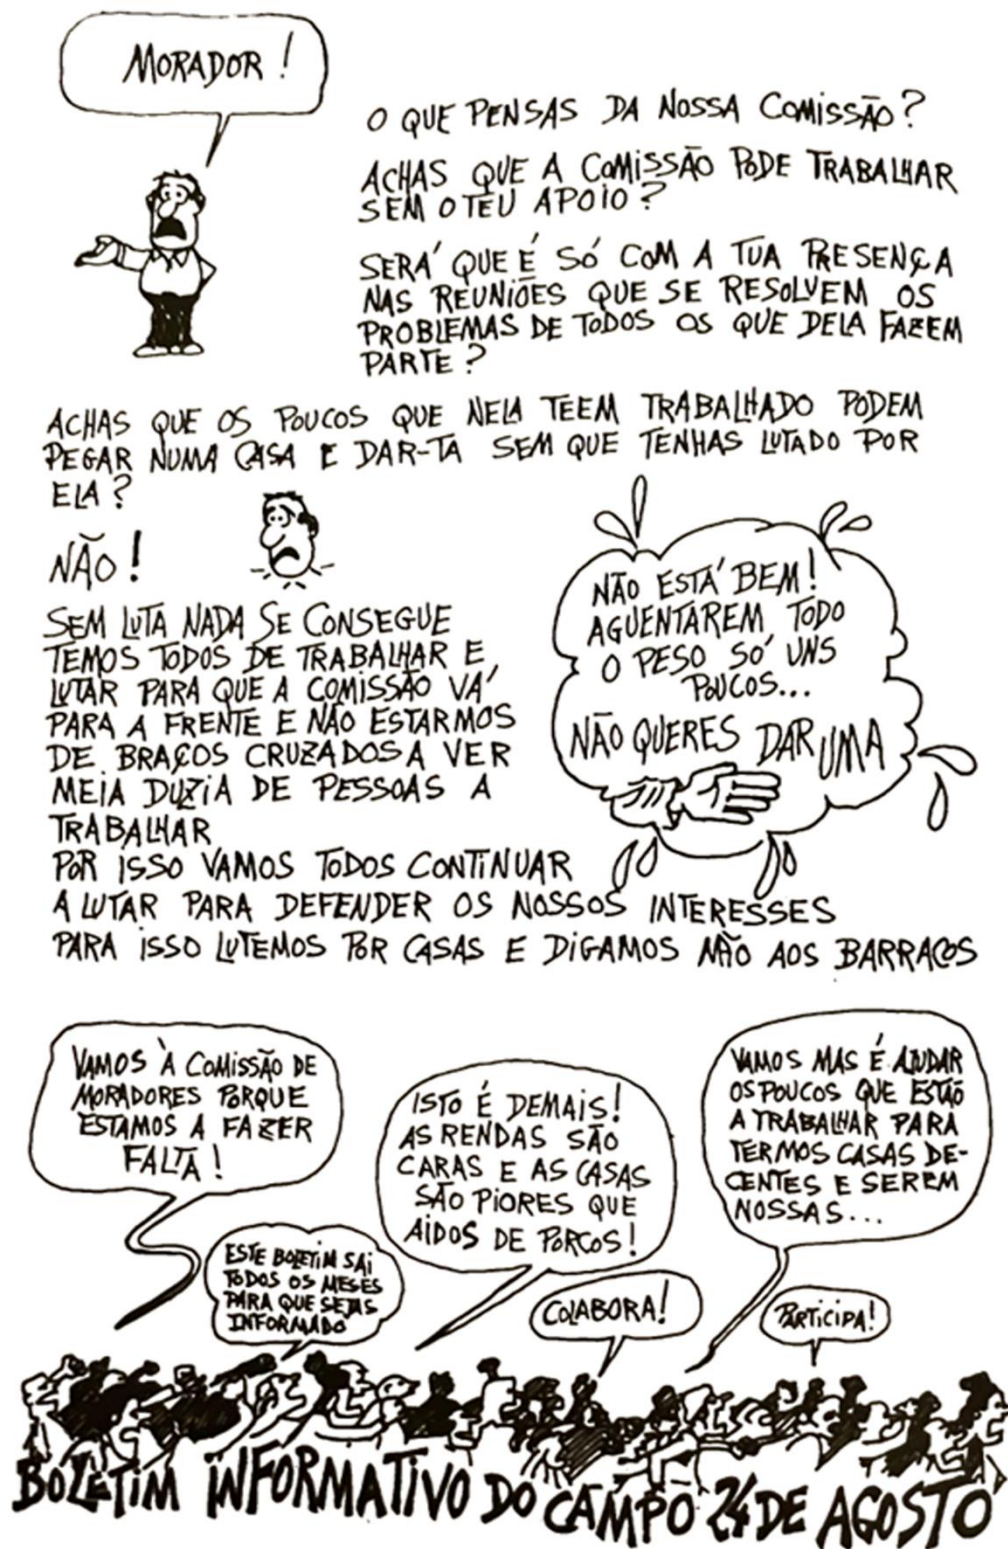 MORADOR!
O QUE PENSAS DA NOSSA COMISSÃO?
ACHAS QUE A COMISSÃO PODE TRABALHAR
SEM O TEU APOIO?
SERÁ QUE É SÓ COM A TUA PRESENÇA
NAS REUNIÕES QUE SE RESOLVEM OS
PROBLEMAS DE TODOS OS QUE DELA FAZEM
PARTE?
ACHAS QUE OS POUCOS QUE NELA TEEM TRABALHADO PODEM
PEGAR NUMA CASA E DAR-TA SEM QUE TENHAS LUTADO POR
ELA?
NÃO!
SEM LUTA NADA SE CONSEGUE
TEMOS TODOS DE TRABALHAR E
LUTAR PARA QUE A COMISSÃO VÁ
PARA A FRENTE E NÃO ESTARMOS
DE BRAÇOS CRUZADOS A VER
MEIA DUZIA DE PESSOAS A
TRABALHAR
POR ISSO VAMOS TODOS CONTINUAR
A LUTAR PARA DEFENDER OS NOSSOS INTERESSES
PARA ISSO LUTEMOS POR CASAS E DIGAMOS NÃO AOS BARRACOS
NÃO ESTÁ BEM!
AGUENTAREM TODO
O PESO SÓ UNS
POUCOS...
NÃO QUERES DAR UMA
VAMOS À COMISSÃO DE
MORADORES PORQUE
ESTAMOS A FAZER
FALTA!
ESTE BOLETIM SAI
TODOS OS MESES
PARA QUE SEJAS
INFORMADO
ISTO É DEMAIS!
AS RENDAS SÃO
CARAS E AS CASAS
SÃO PIORES QUE
AIDOS DE PORCOS!
COLABORA!
VAMOS MAS É AJUDAR
OS POUCOS QUE ESTÃO
A TRABALHAR PARA
TERMOS CASAS DE-
CENTES E SEREM
NOSSAS...
PARTICIPA!
BOLETIM INFORMATIVO DO CAMPO 24 DE AGOSTO